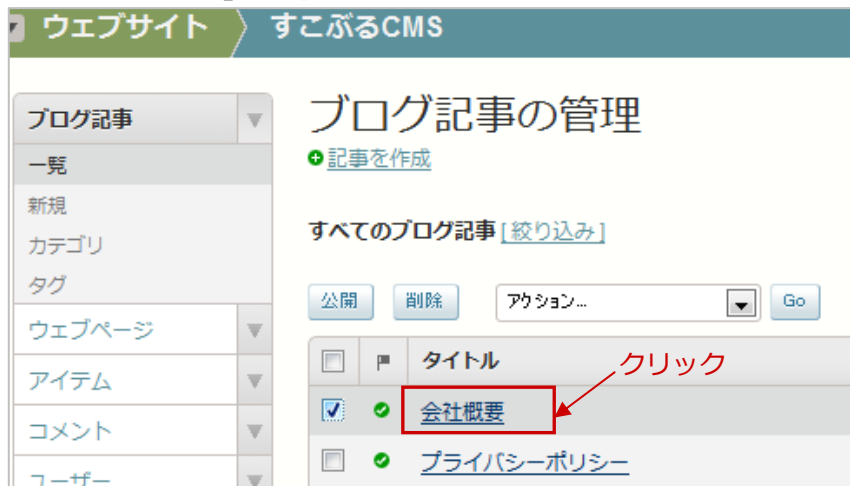 ウェブサイト すこぶるCMS
ブログ記事
一覧
新規
カテゴリ
タグ
ウェブページ
アイテム
コメント
ユーザー
ブログ記事の管理
記事を作成
すべてのブログ記事 [絞り込み]
公開 削除 アクション... Go
タイトル
クリック
会社概要
プライバシーポリシー